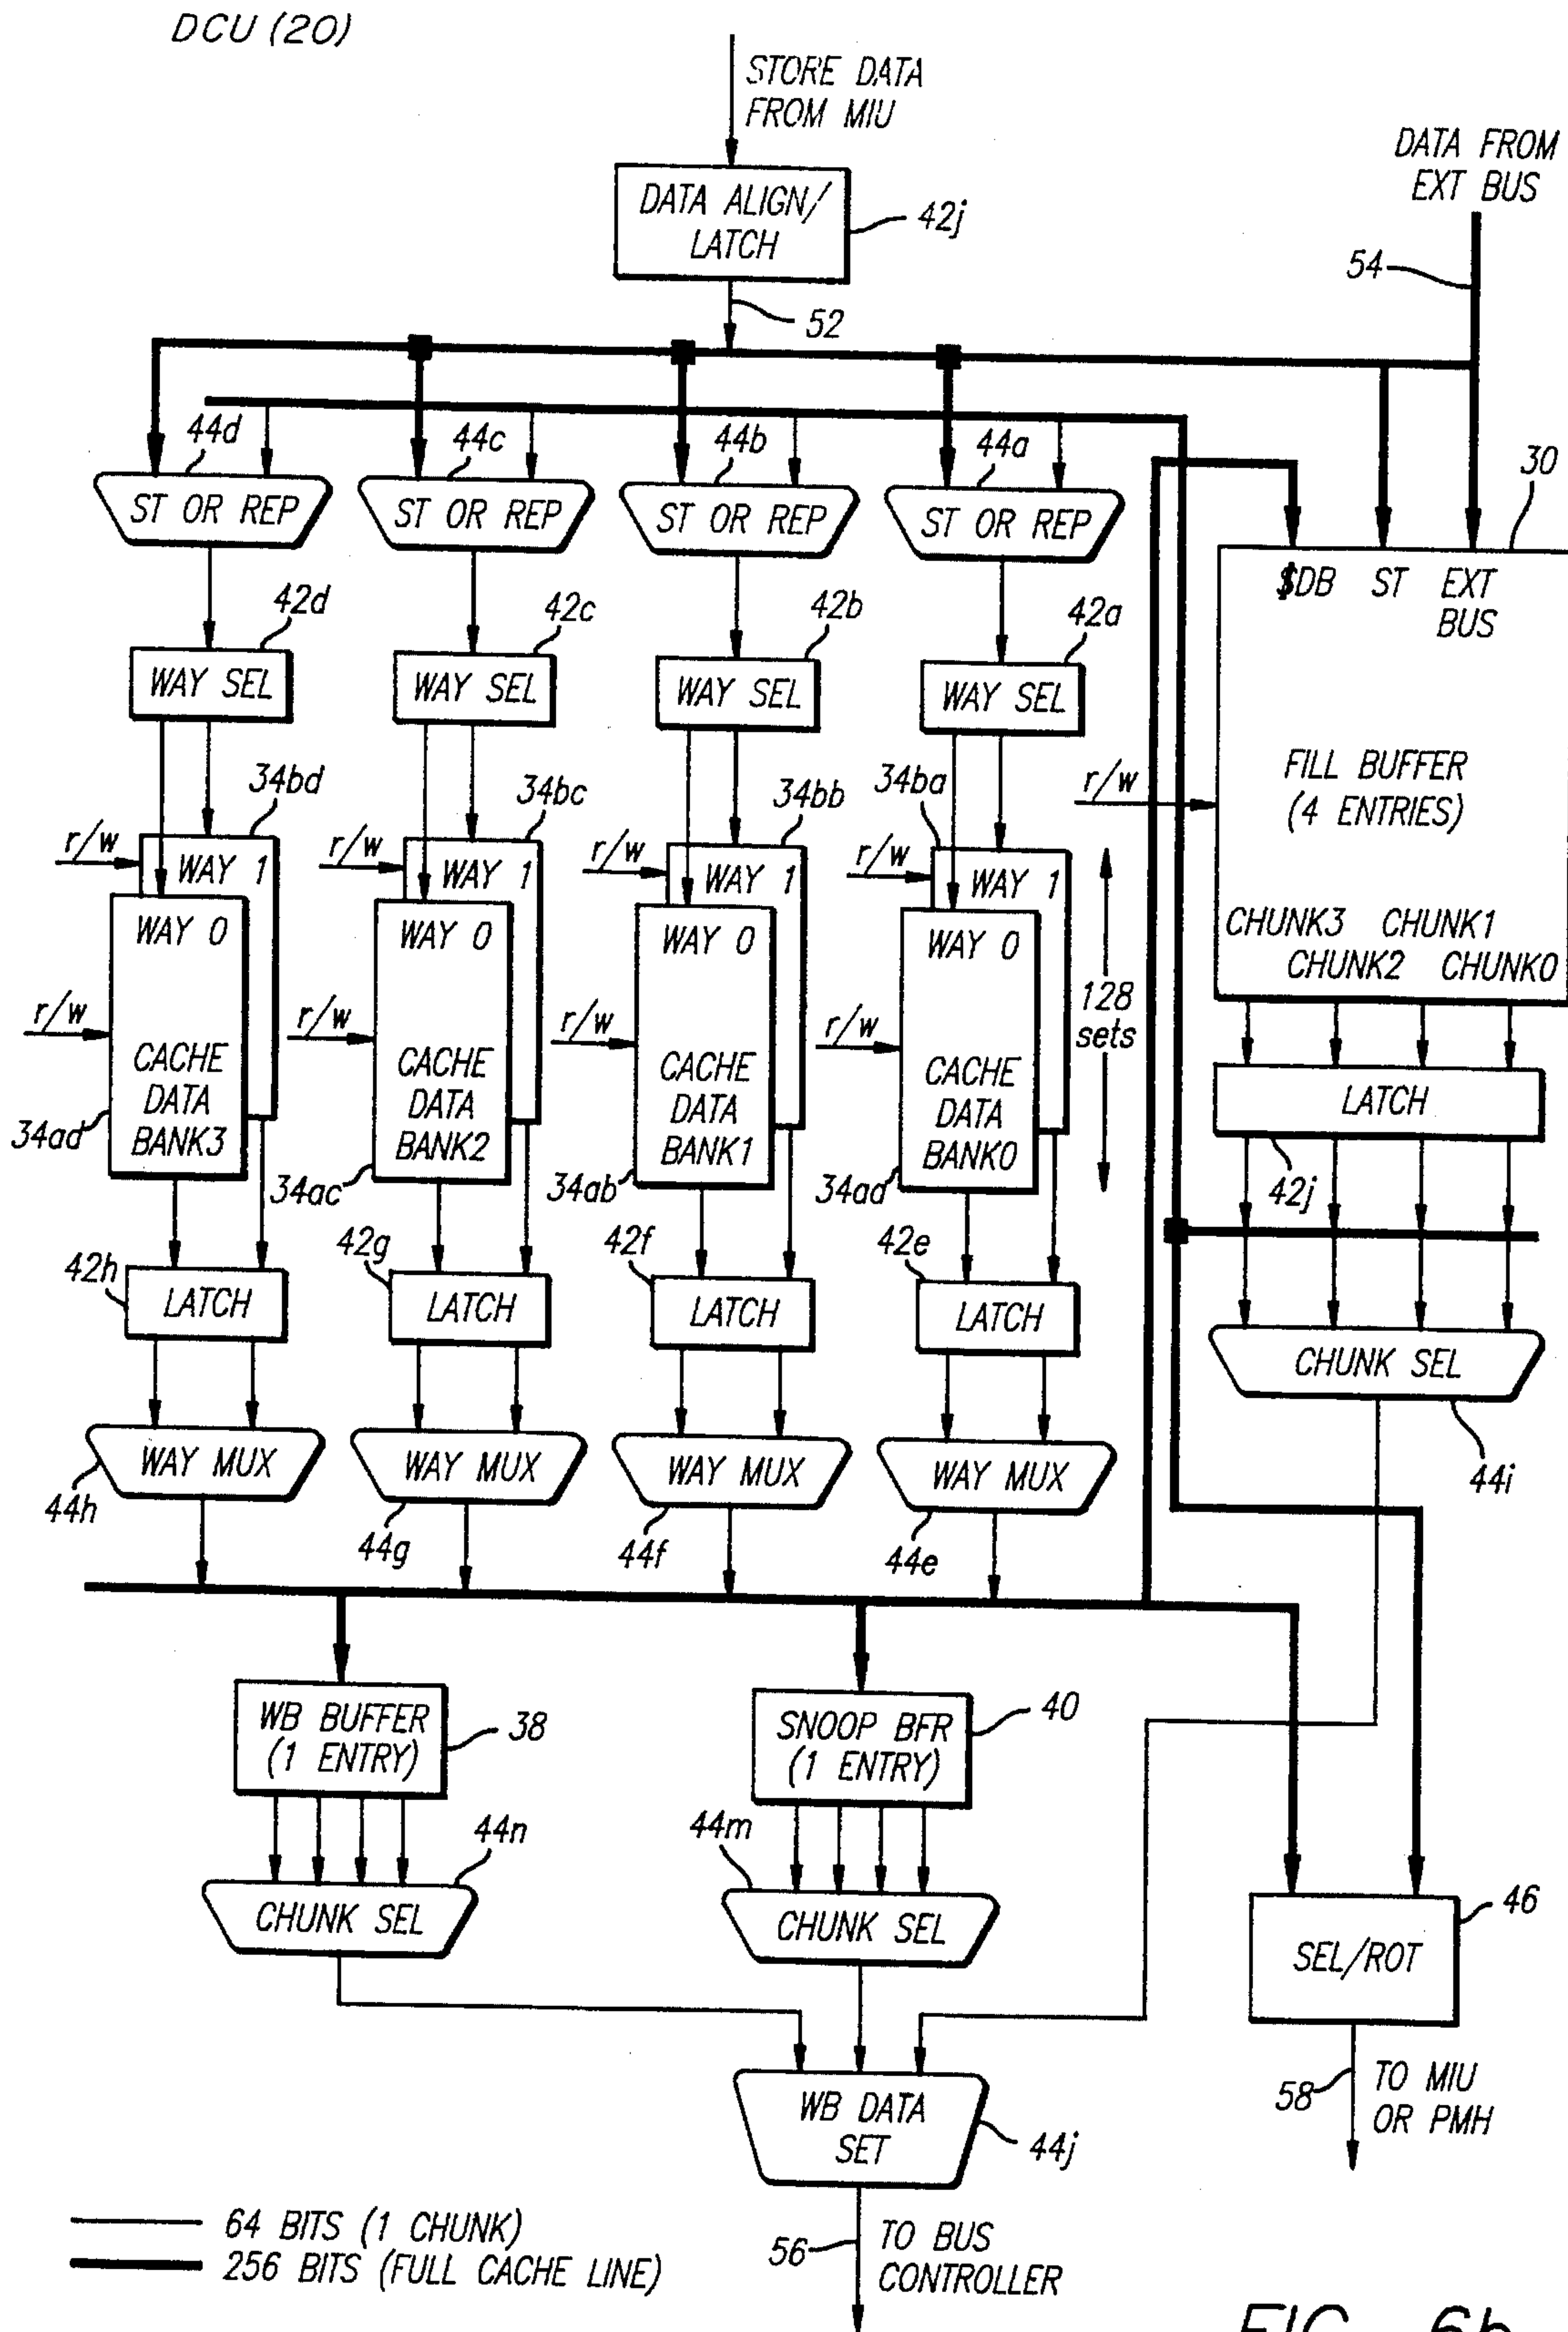 DCU (20)
STORE DATA
FROM MIU
DATA FROM
EXT BUS
DATA ALIGN/
LATCH
42j
54
52
44d
44c
44b
44a
30
ST OR REP
ST OR REP
ST OR REP
ST OR REP
$DB ST EXT
BUS
42d
42c
42b
42a
WAY SEL
WAY SEL
WAY SEL
WAY SEL
34bd
34bc
34bb
34ba
r/w
FILL BUFFER
(4 ENTRIES)
r/w
WAY 1
r/w
WAY 1
r/w
WAY 1
r/w
WAY 1
WAY 0
WAY 0
WAY 0
WAY 0
CHUNK3 CHUNK1
CHUNK2 CHUNK0
128
sets
r/w
r/w
r/w
r/w
CACHE
DATA
BANK3
CACHE
DATA
BANK2
CACHE
DATA
BANK1
CACHE
DATA
BANK0
LATCH
34ad
34ac
34ab
34aa
42j
42h
42g
42f
42e
LATCH
LATCH
LATCH
LATCH
CHUNK SEL
WAY MUX
WAY MUX
WAY MUX
WAY MUX
44i
44h
44g
44f
44e
WB BUFFER
(1 ENTRY)
38
SNOOP BFR
(1 ENTRY)
40
44n
44m
CHUNK SEL
CHUNK SEL
46
SEL/ROT
WB DATA
SET
44j
58
TO MIU
OR PMH
64 BITS (1 CHUNK)
256 BITS (FULL CACHE LINE)
56
TO BUS
CONTROLLER
FIG 6b